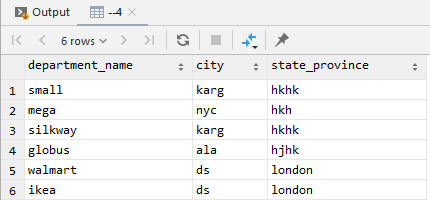 Output --4
6 rows
department_name city state_province
1 small karg hkhk
2 mega nyc hkh
3 silkway karg hkhk
4 globus ala hjhk
5 walmart ds london
6 ikea ds london